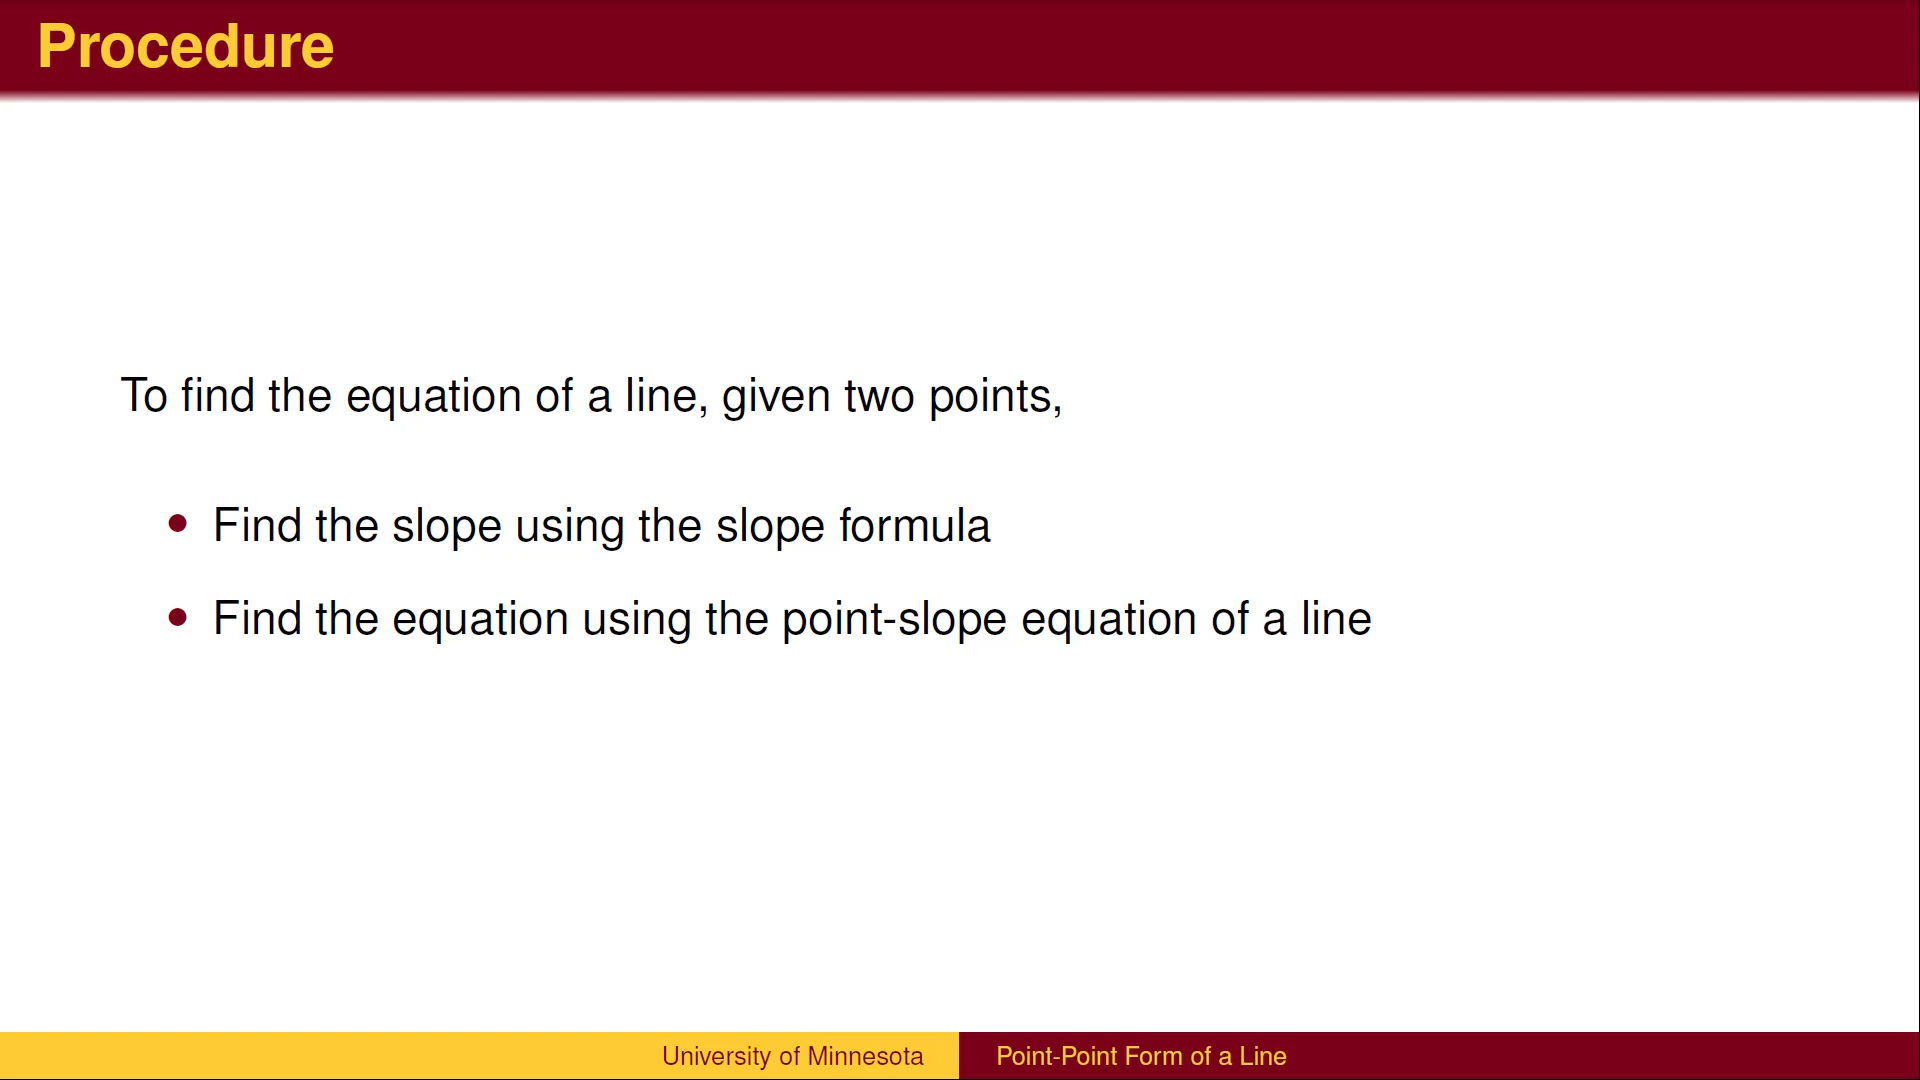 Procedure
To find the equation of a line, given two points,
• Find the slope using the slope formula
• Find the equation using the point-slope equation of a line
University of Minnesota
Point-Point Form of a Line